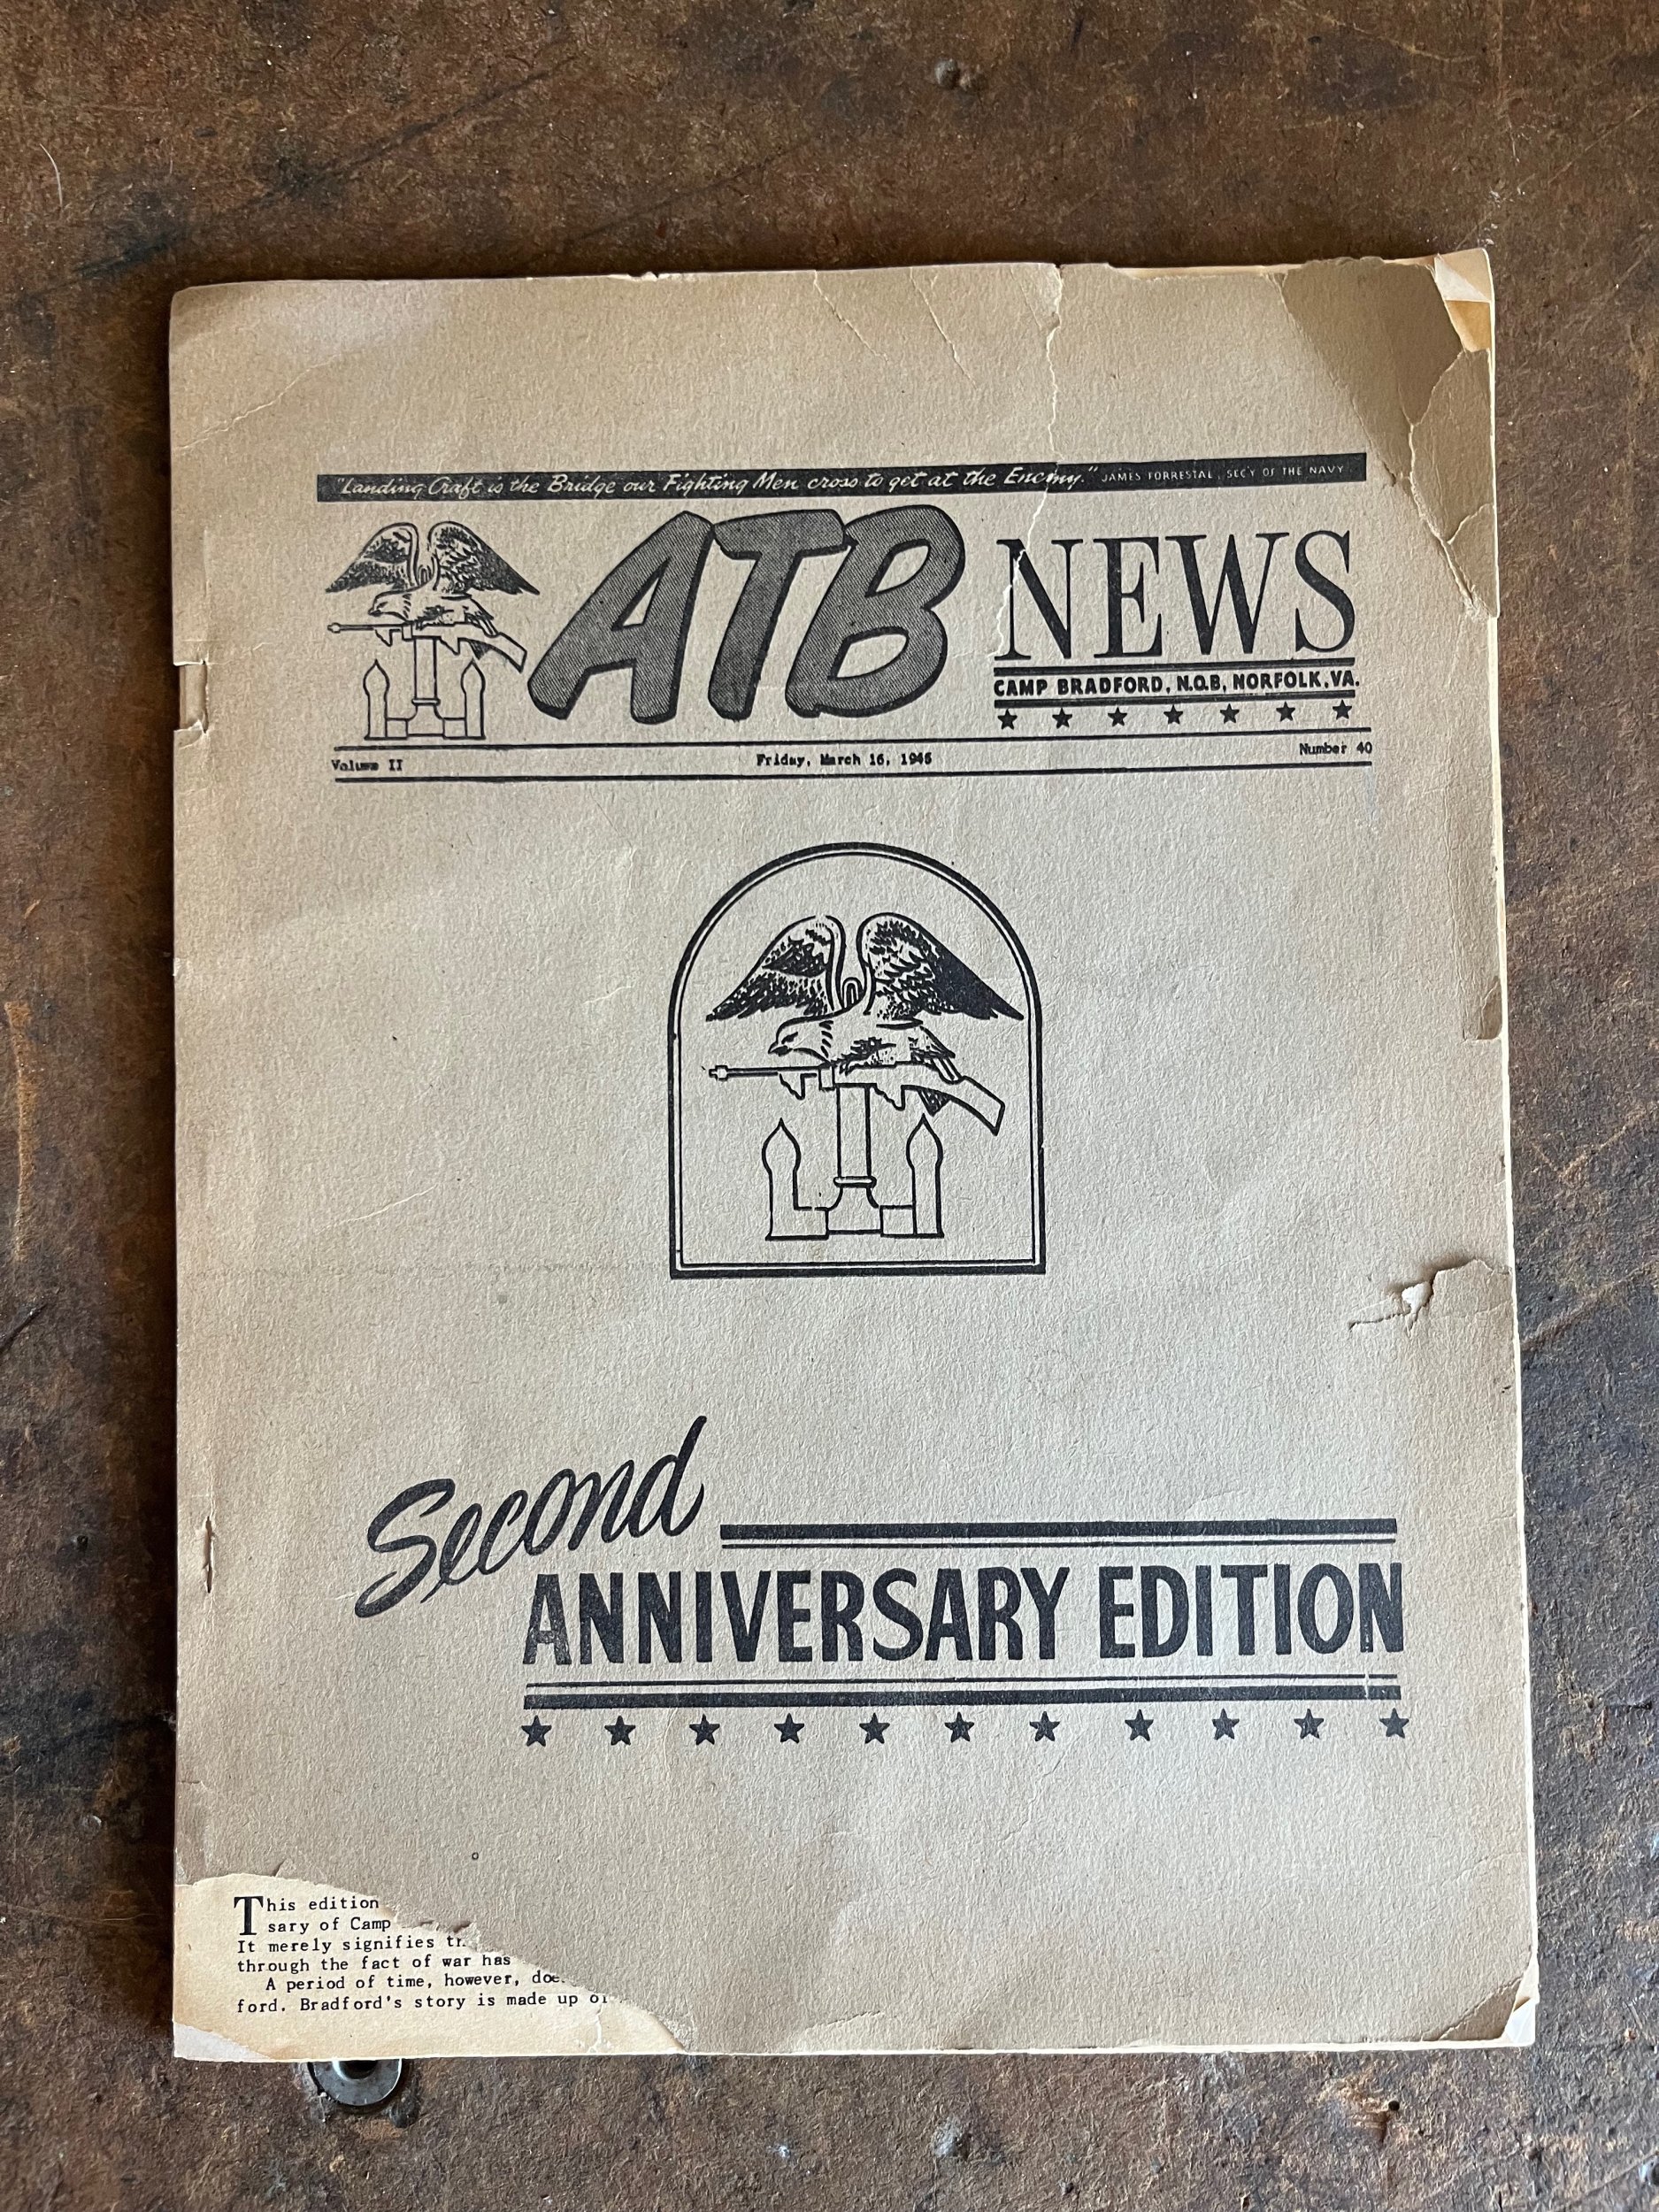 "Landing Craft is the Bridge our Fighting Men cross to get at the Enemy." JAMES FORRESTAL, SEC'Y OF THE NAVY
ATB NEWS
CAMP BRADFORD, N.O.B, NORFOLK, VA.
Volume II Friday, March 16, 1945 Number 40
Second
ANNIVERSARY EDITION
This edition
sary of Camp
It merely signifies
through the fact of war has
A period of time, however,
ford. Bradford's story is made up